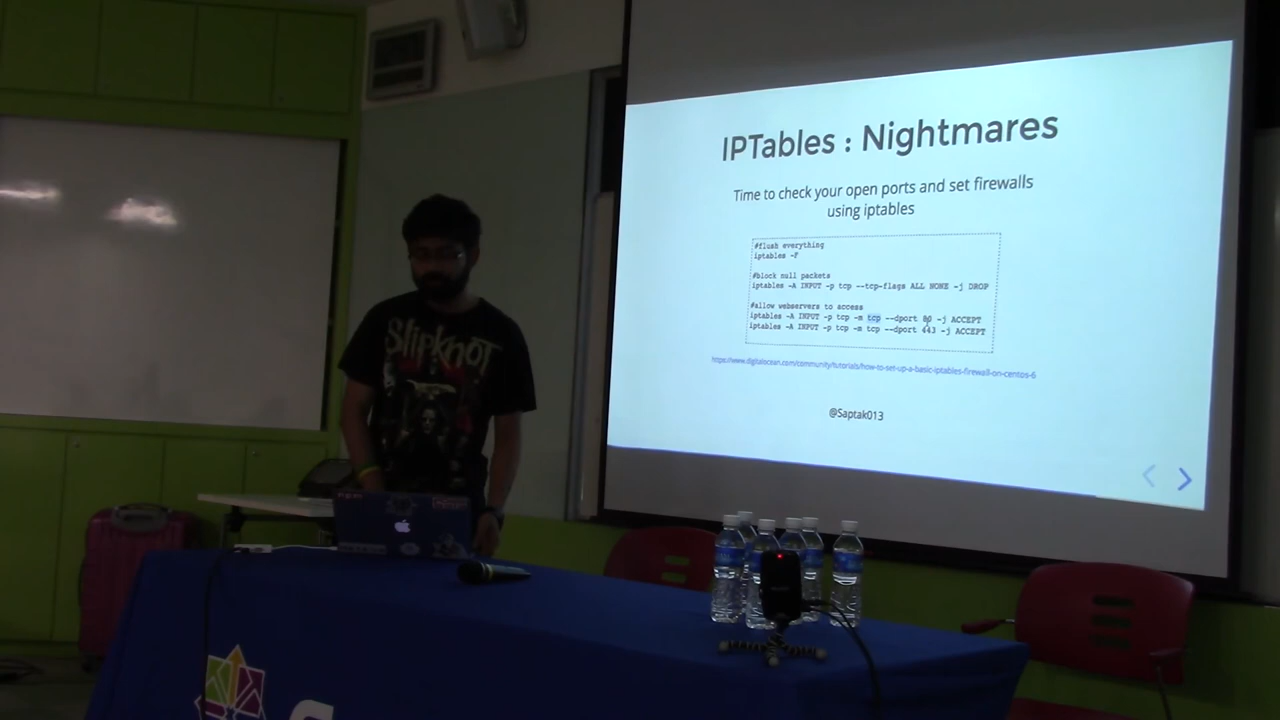 IPTables : Nightmares
Time to check your open ports and set firewalls
using iptables
#flush everything
iptables -F
#block null packets
iptables -A INPUT -p tcp --tcp-flags ALL NONE -j DROP
#allow webservers to access
iptables -A INPUT -p tcp -m tcp --dport 80 -j ACCEPT
iptables -A INPUT -p tcp -m tcp --dport 443 -j ACCEPT
https://www.digitalocean.com/community/tutorials/how-to-set-up-a-basic-iptables-firewall-on-centos-6
@Saptak013
Slipknot